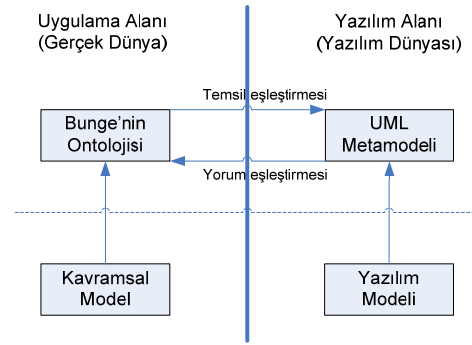 Uygulama Alanı
(Gerçek Dünya)
Yazılım Alanı
(Yazılım Dünyası)
Temsil eşleştirmesi
Bunge’nin
Ontolojisi
UML
Metamodeli
Yorum eşleştirmesi
Kavramsal
Model
Yazılım
Modeli